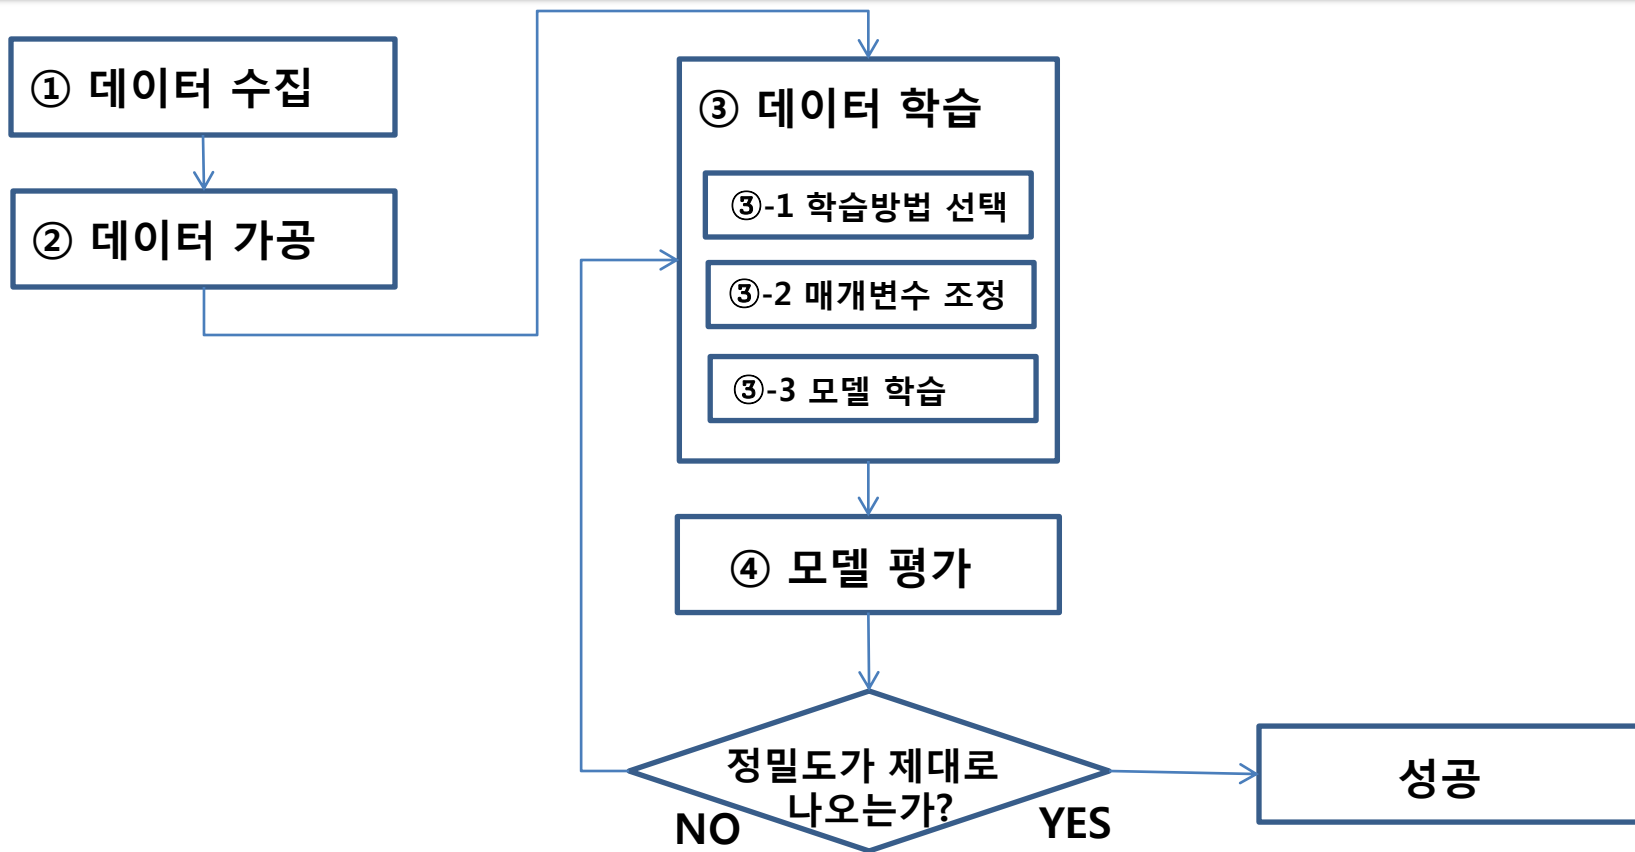 ① 데이터 수집
② 데이터 가공
③ 데이터 학습
③-1 학습방법 선택
③-2 매개변수 조정
③-3 모델 학습
④ 모델 평가
정밀도가 제대로
나오는가?
NO
YES
성공